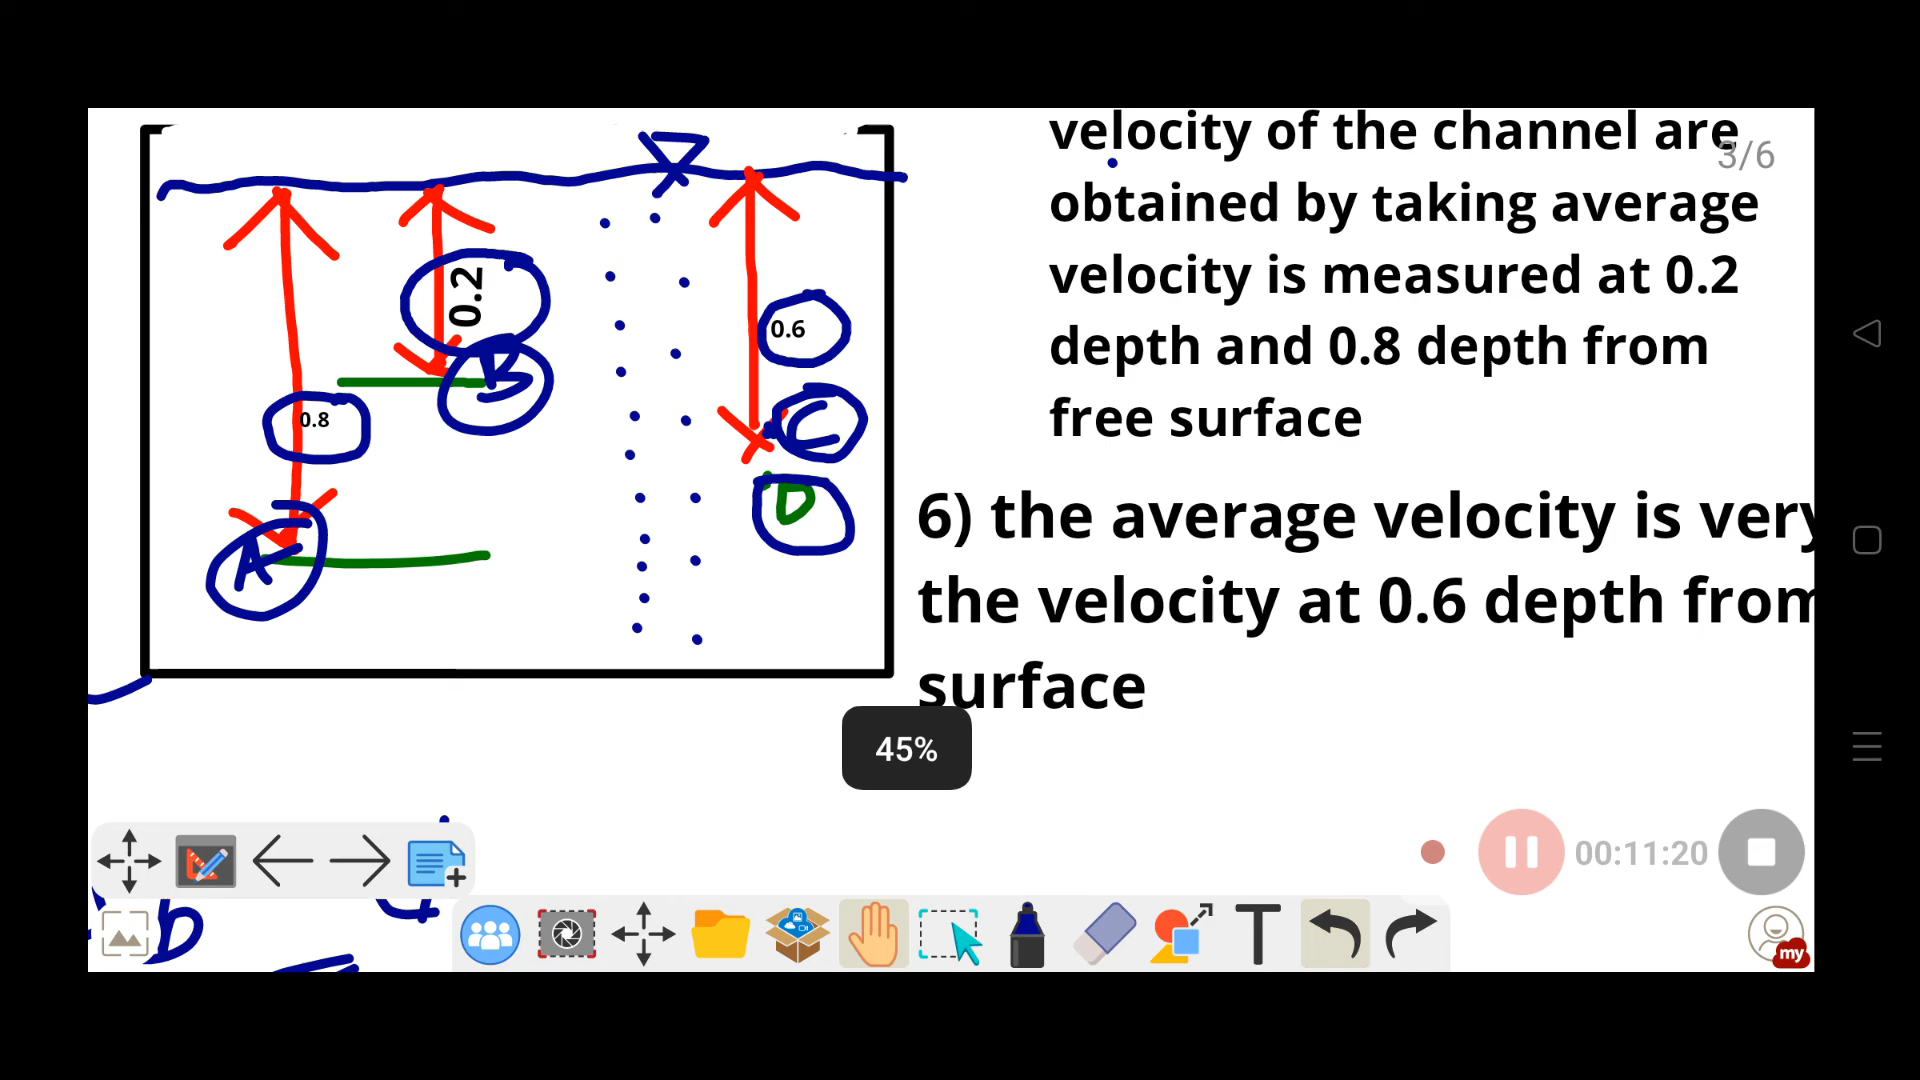 velocity of the channel are
3/6
obtained by taking average
velocity is measured at 0.2
depth and 0.8 depth from
free surface
6) the average velocity is very
the velocity at 0.6 depth from
surface
0.2
0.6
0.8
B
C
D
A
45%
00:11:20
b
T
my